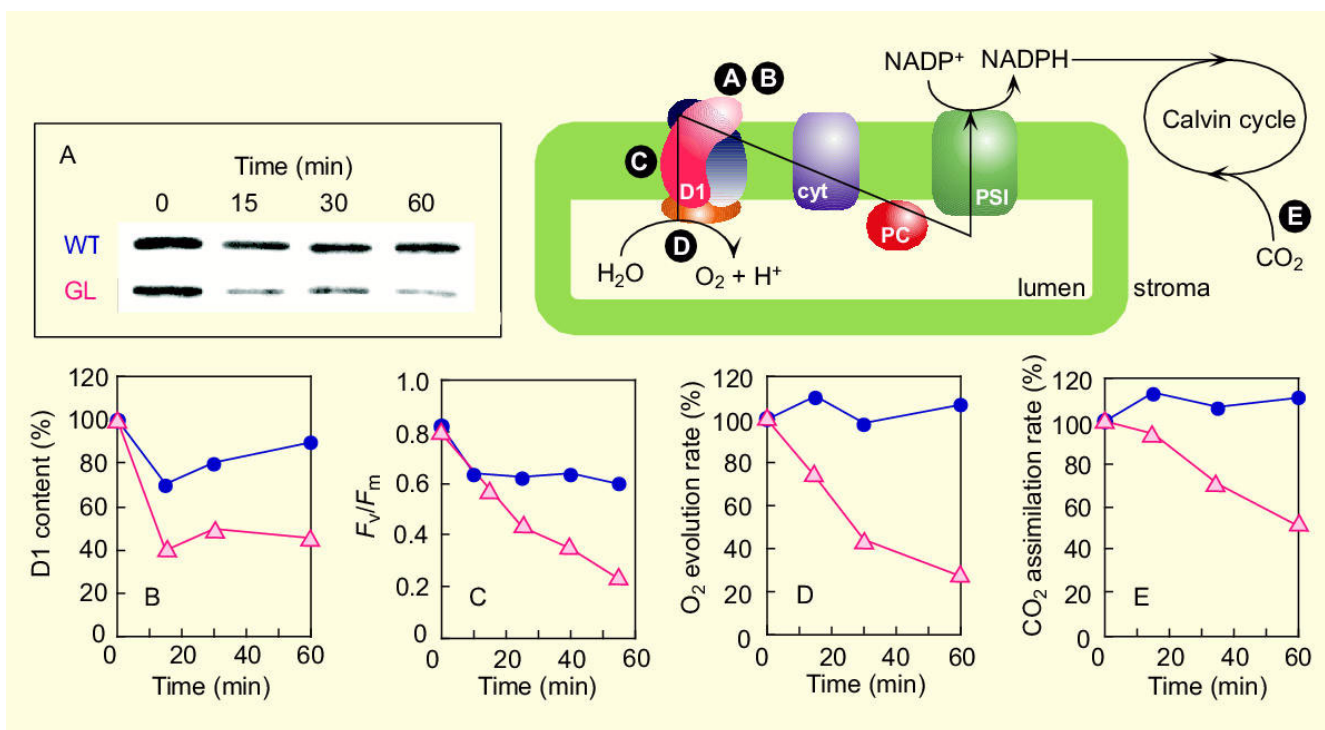 A
Time (min)
0 15 30 60
WT
GL
A B
C
D1
cyt
PC
PSI
D
H2O
O2 + H+
NADP+ NADPH
Calvin cycle
E
CO2
lumen
stroma
D1 content (%)
120
100
80
60
40
20
0
B
0 20 40 60
Time (min)
Fv/Fm
1.0
0.8
0.6
0.4
0.2
0
C
0 20 40 60
Time (min)
O2 evolution rate (%)
120
100
80
60
40
20
0
D
0 20 40 60
Time (min)
CO2 assimilation rate (%)
120
100
80
60
40
20
0
E
0 20 40 60
Time (min)